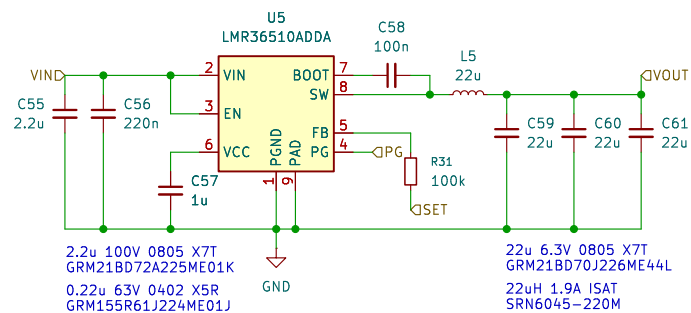 U5
LMR36510ADDA
VIN
C55
2.2u
C56
220n
2 VIN
3 EN
6 VCC
BOOT 7
SW 8
FB 5
PG 4
PGND 1
PAD 9
C57
1u
C58
100n
L5
22u
PG
R31
100k
SET
VOUT
C59
22u
C60
22u
C61
22u
GND
2.2u 100V 0805 X7T
GRM21BD72A225ME01K
0.22u 63V 0402 X5R
GRM155R61J224ME01J
22u 6.3V 0805 X7T
GRM21BD70J226ME44L
22uH 1.9A ISAT
SRN6045-220M